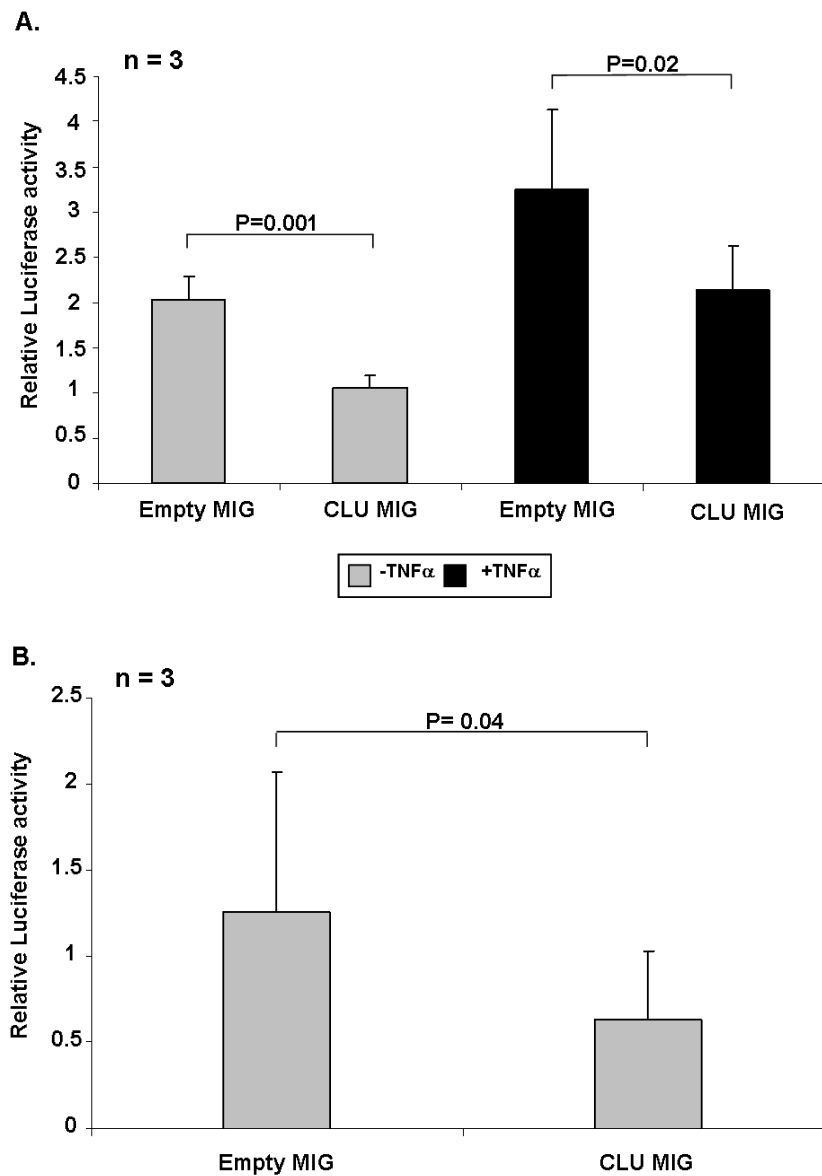 A.
n = 3
Relative Luciferase activity
4.5
4
3.5
3
2.5
2
1.5
1
0.5
0
P=0.001
P=0.02
Empty MIG CLU MIG Empty MIG CLU MIG
-TNFα +TNFα
B.
n = 3
Relative Luciferase activity
2.5
2
1.5
1
0.5
0
P= 0.04
Empty MIG CLU MIG